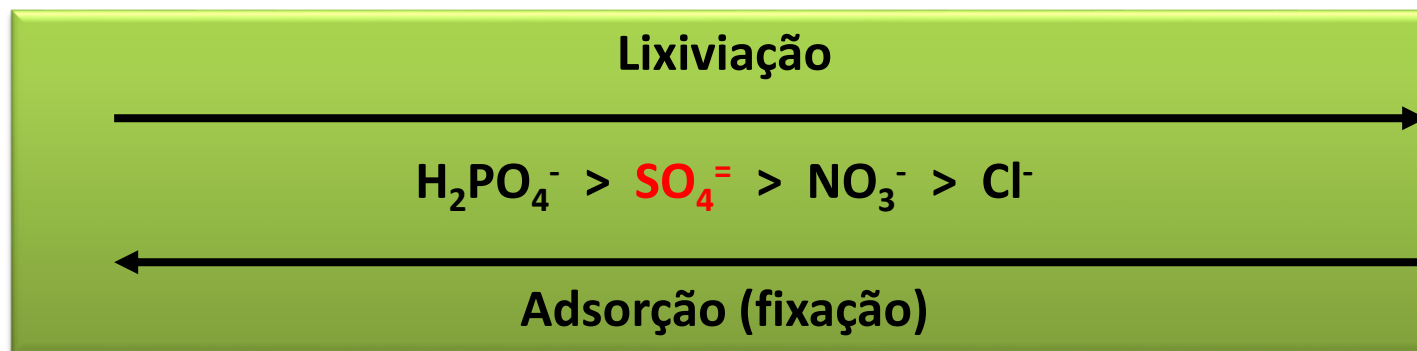 Lixiviação
H₂PO₄⁻ > SO₄⁼ > NO₃⁻ > Cl⁻
Adsorção (fixação)